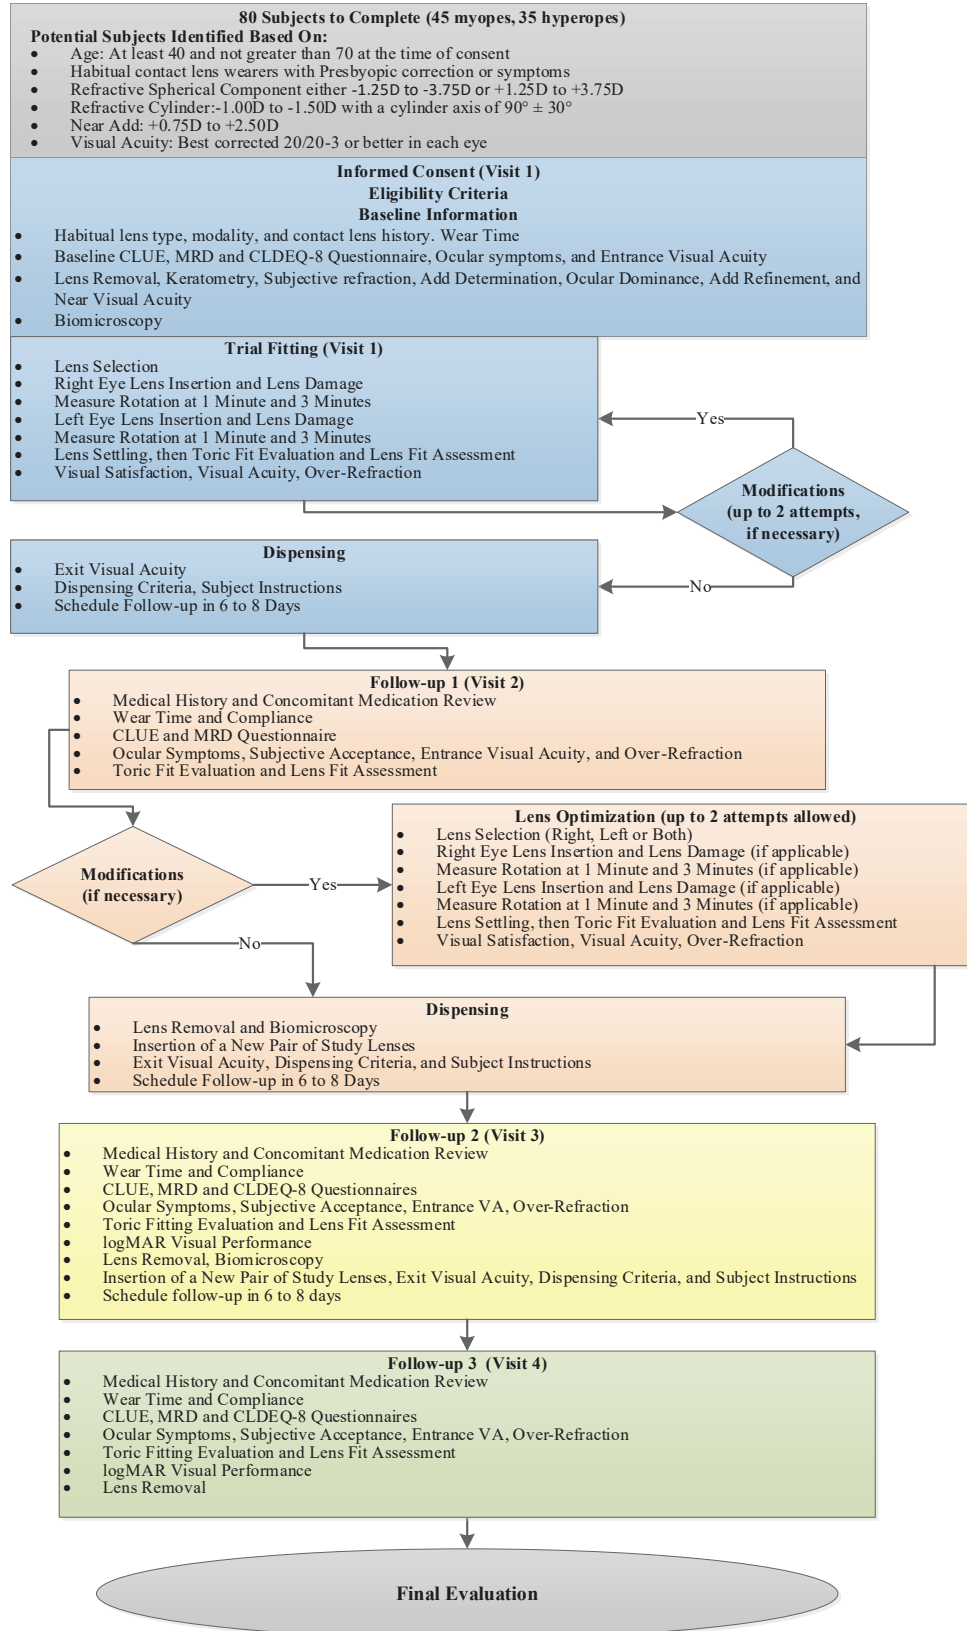 80 Subjects to Complete (45 myopes, 35 hyperopes)
Potential Subjects Identified Based On:
• Age: At least 40 and not greater than 70 at the time of consent
• Habitual contact lens wearers with Presbyopic correction or symptoms
• Refractive Spherical Component either -1.25D to -3.75D or +1.25D to +3.75D
• Refractive Cylinder:-1.00D to -1.50D with a cylinder axis of 90° ± 30°
• Near Add: +0.75D to +2.50D
• Visual Acuity: Best corrected 20/20-3 or better in each eye
Informed Consent (Visit 1)
Eligibility Criteria
Baseline Information
• Habitual lens type, modality, and contact lens history. Wear Time
• Baseline CLUE, MRD and CLDEQ-8 Questionnaire, Ocular symptoms, and Entrance Visual Acuity
• Lens Removal, Keratometry, Subjective refraction, Add Determination, Ocular Dominance, Add Refinement, and
Near Visual Acuity
• Biomicroscopy
Trial Fitting (Visit 1)
• Lens Selection
• Right Eye Lens Insertion and Lens Damage
• Measure Rotation at 1 Minute and 3 Minutes
• Left Eye Lens Insertion and Lens Damage
• Measure Rotation at 1 Minute and 3 Minutes
• Lens Settling, then Toric Fit Evaluation and Lens Fit Assessment
• Visual Satisfaction, Visual Acuity, Over-Refraction
Yes
Modifications
(up to 2 attempts,
if necessary)
No
Dispensing
• Exit Visual Acuity
• Dispensing Criteria, Subject Instructions
• Schedule Follow-up in 6 to 8 Days
Follow-up 1 (Visit 2)
• Medical History and Concomitant Medication Review
• Wear Time and Compliance
• CLUE and MRD Questionnaire
• Ocular Symptoms, Subjective Acceptance, Entrance Visual Acuity, and Over-Refraction
• Toric Fit Evaluation and Lens Fit Assessment
Modifications
(if necessary)
Yes
No
Lens Optimization (up to 2 attempts allowed)
• Lens Selection (Right, Left or Both)
• Right Eye Lens Insertion and Lens Damage (if applicable)
• Measure Rotation at 1 Minute and 3 Minutes (if applicable)
• Left Eye Lens Insertion and Lens Damage (if applicable)
• Measure Rotation at 1 Minute and 3 Minutes (if applicable)
• Lens Settling, then Toric Fit Evaluation and Lens Fit Assessment
• Visual Satisfaction, Visual Acuity, Over-Refraction
Dispensing
• Lens Removal and Biomicroscopy
• Insertion of a New Pair of Study Lenses
• Exit Visual Acuity, Dispensing Criteria, and Subject Instructions
• Schedule Follow-up in 6 to 8 Days
Follow-up 2 (Visit 3)
• Medical History and Concomitant Medication Review
• Wear Time and Compliance
• CLUE, MRD and CLDEQ-8 Questionnaires
• Ocular Symptoms, Subjective Acceptance, Entrance VA, Over-Refraction
• Toric Fitting Evaluation and Lens Fit Assessment
• logMAR Visual Performance
• Lens Removal, Biomicroscopy
• Insertion of a New Pair of Study Lenses, Exit Visual Acuity, Dispensing Criteria, and Subject Instructions
• Schedule follow-up in 6 to 8 days
Follow-up 3 (Visit 4)
• Medical History and Concomitant Medication Review
• Wear Time and Compliance
• CLUE, MRD and CLDEQ-8 Questionnaires
• Ocular Symptoms, Subjective Acceptance, Entrance VA, Over-Refraction
• Toric Fitting Evaluation and Lens Fit Assessment
• logMAR Visual Performance
• Lens Removal
Final Evaluation